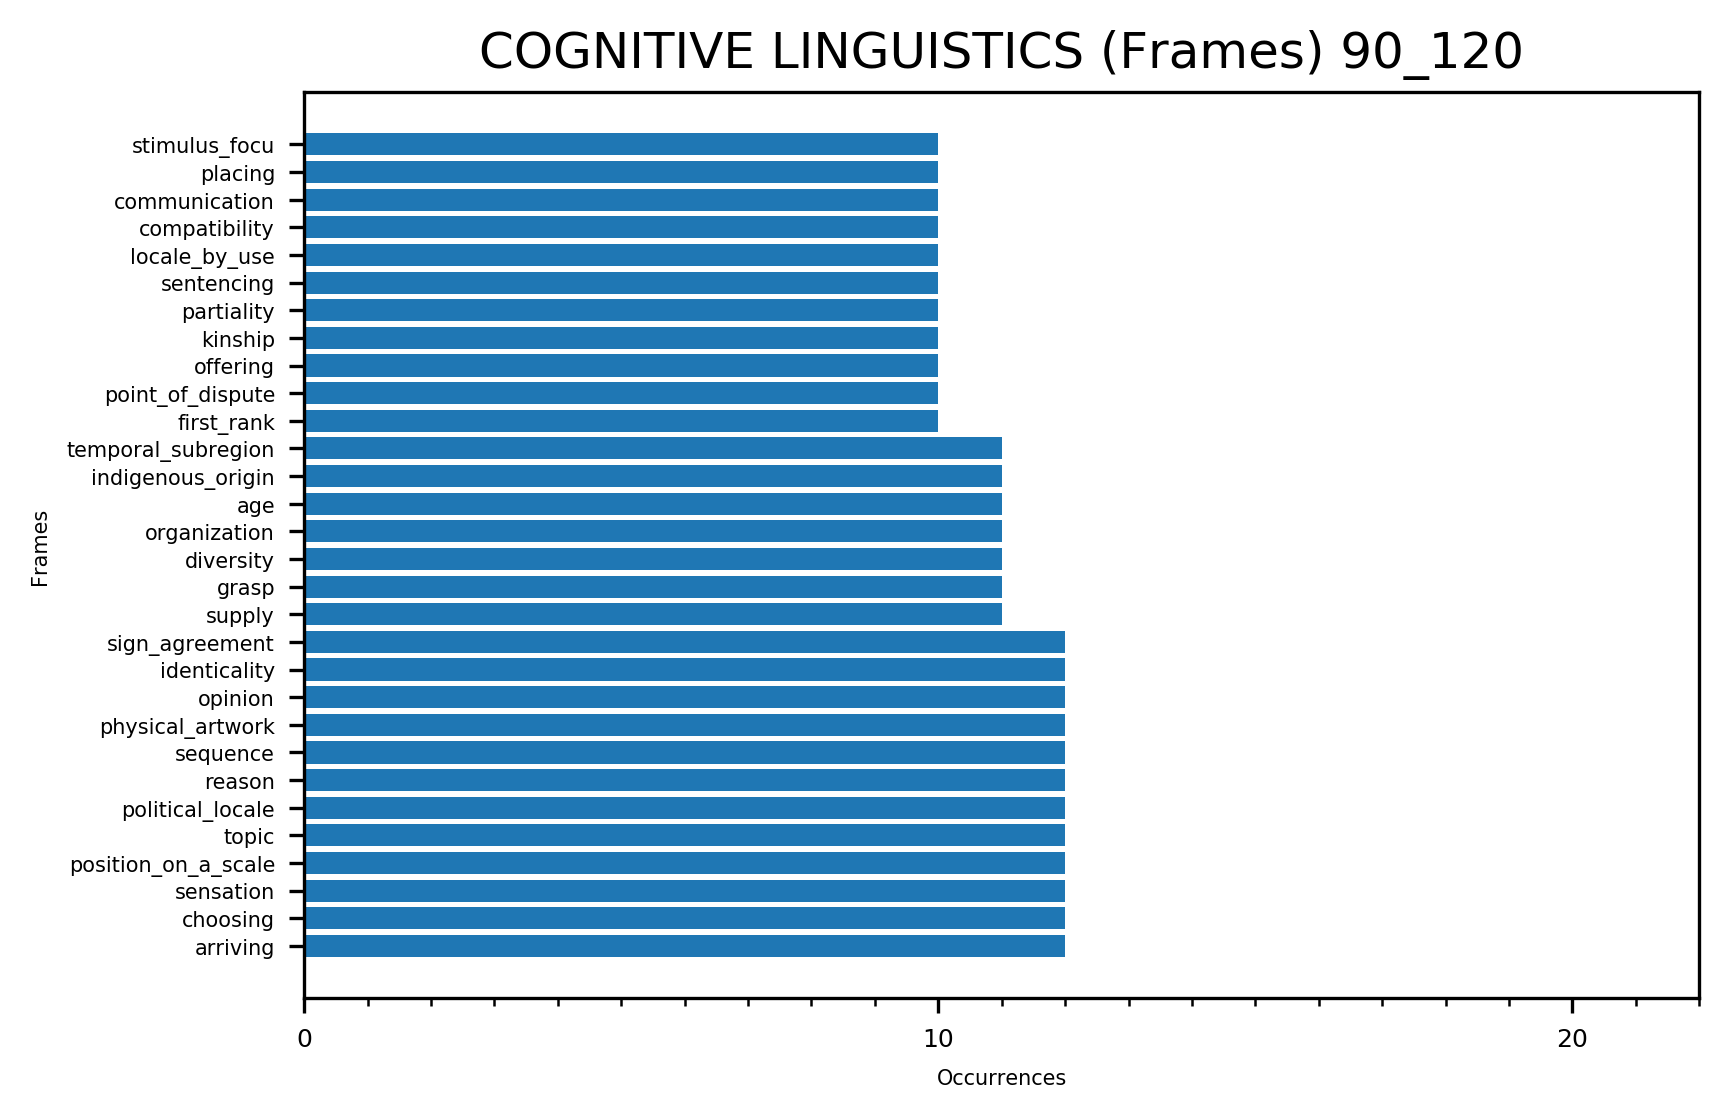 COGNITIVE LINGUISTICS (Frames) 90_120
stimulus_focu
placing
communication
compatibility
locale_by_use
sentencing
partiality
kinship
offering
point_of_dispute
first_rank
temporal_subregion
indigenous_origin
age
organization
diversity
grasp
supply
sign_agreement
identicality
opinion
physical_artwork
sequence
reason
political_locale
topic
position_on_a_scale
sensation
choosing
arriving
Frames
0 10 20
Occurrences